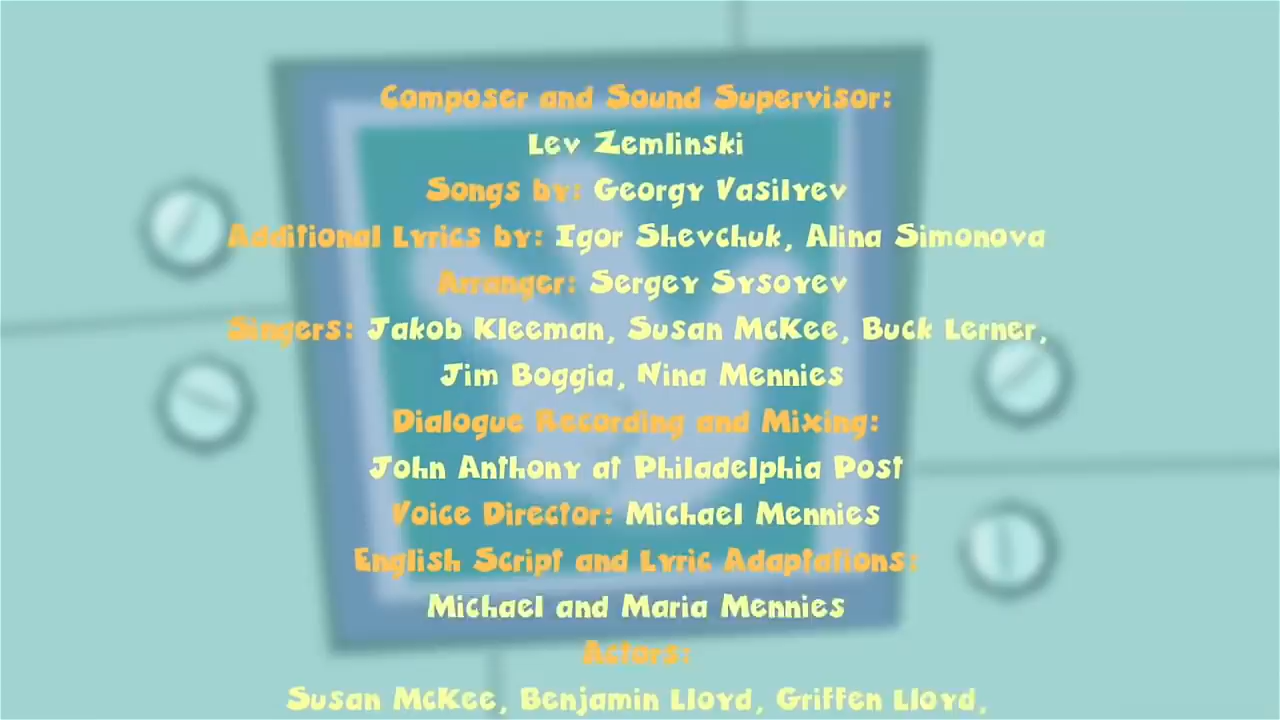 Composer and Sound Supervisor:
Lev Zemlinski
Songs by: Georgy Vasilyev
Additional Lyrics by: Igor Shevchuk, Alina Simonova
Arranger: Sergey Sysoyev
Singers: Jakob Kleeman, Susan McKee, Buck Lerner,
Jim Boggia, Nina Mennies
Dialogue Recording and Mixing:
John Anthony at Philadelphia Post
Voice Director: Michael Mennies
English Script and Lyric Adaptations:
Michael and Maria Mennies
Actors:
Susan McKee, Benjamin Lloyd, Griffen Lloyd,